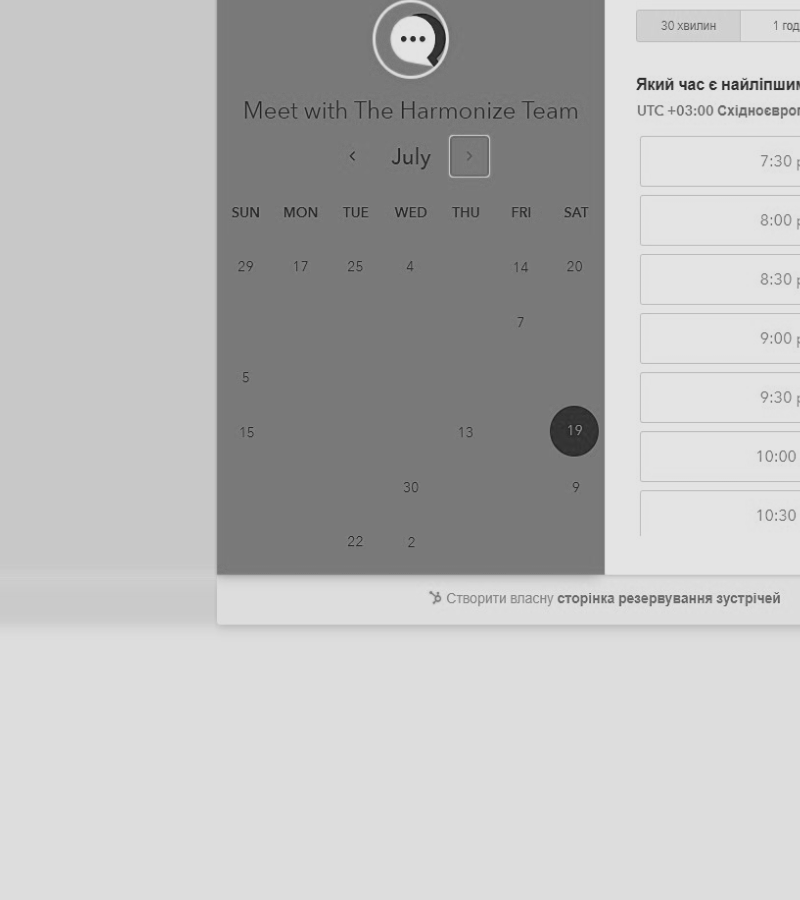 30 хвилин 1 год
Meet with The Harmonize Team
Який час є найліпшим
UTC +03:00 Східноєвроп
July
7:30
SUN MON TUE WED THU FRI SAT
8:00
29 17 25 4 14 20
8:30
7
9:00
5
9:30
15 13 19
10:00
30 9
10:30
22 2
Створити власну сторінка резервування зустрічей